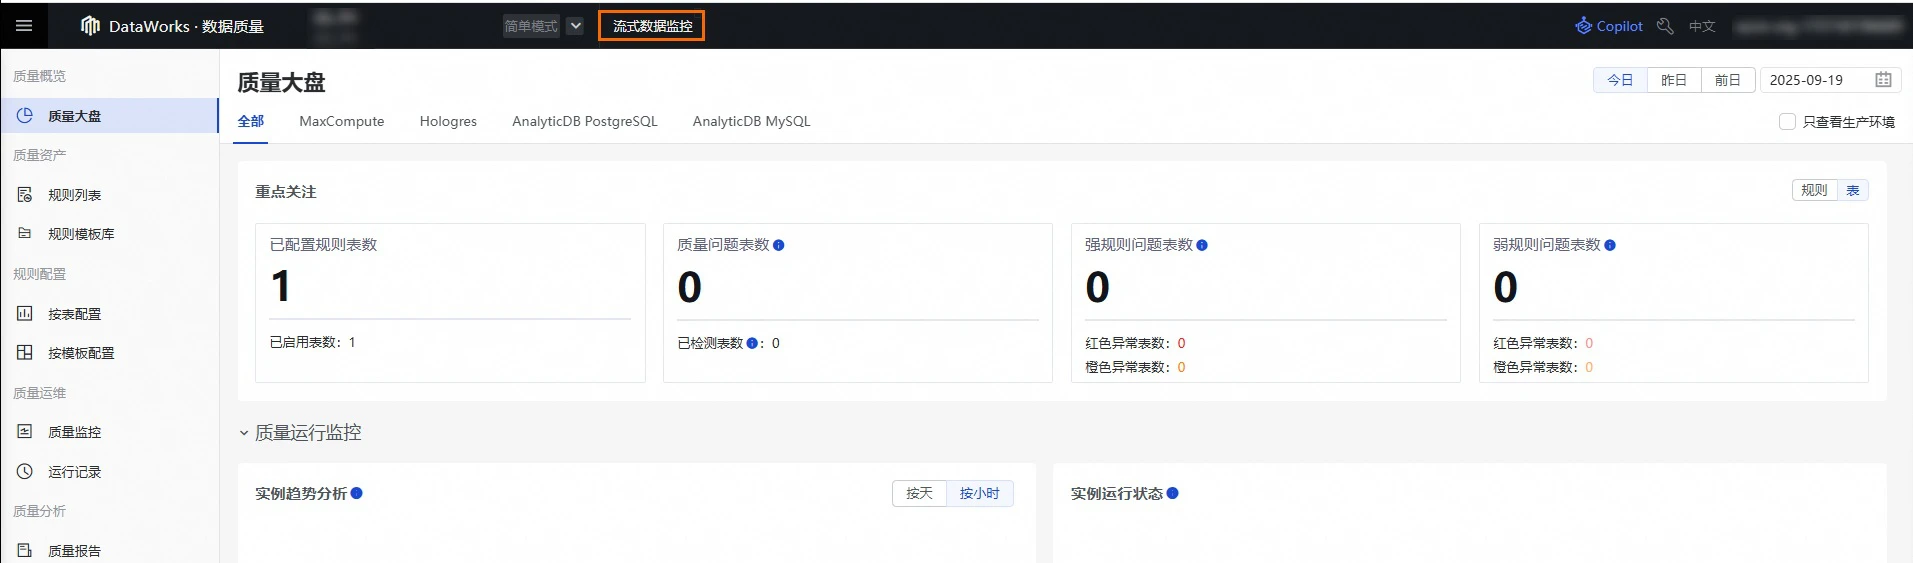 DataWorks · 数据质量
简单模式
流式数据监控
Copilot
中文
质量概览
质量大盘
质量资产
规则列表
规则模板库
规则配置
按表配置
按模板配置
质量运维
质量监控
运行记录
质量分析
质量报告
质量大盘
今日 昨日 前日 2025-09-19
全部 MaxCompute Hologres AnalyticDB PostgreSQL AnalyticDB MySQL
只查看生产环境
重点关注
规则 表
已配置规则表数
1
已启用表数：1
质量问题表数
0
已检测表数：0
强规则问题表数
0
红色异常表数：0
橙色异常表数：0
弱规则问题表数
0
红色异常表数：0
橙色异常表数：0
质量运行监控
实例趋势分析
按天 按小时
实例运行状态